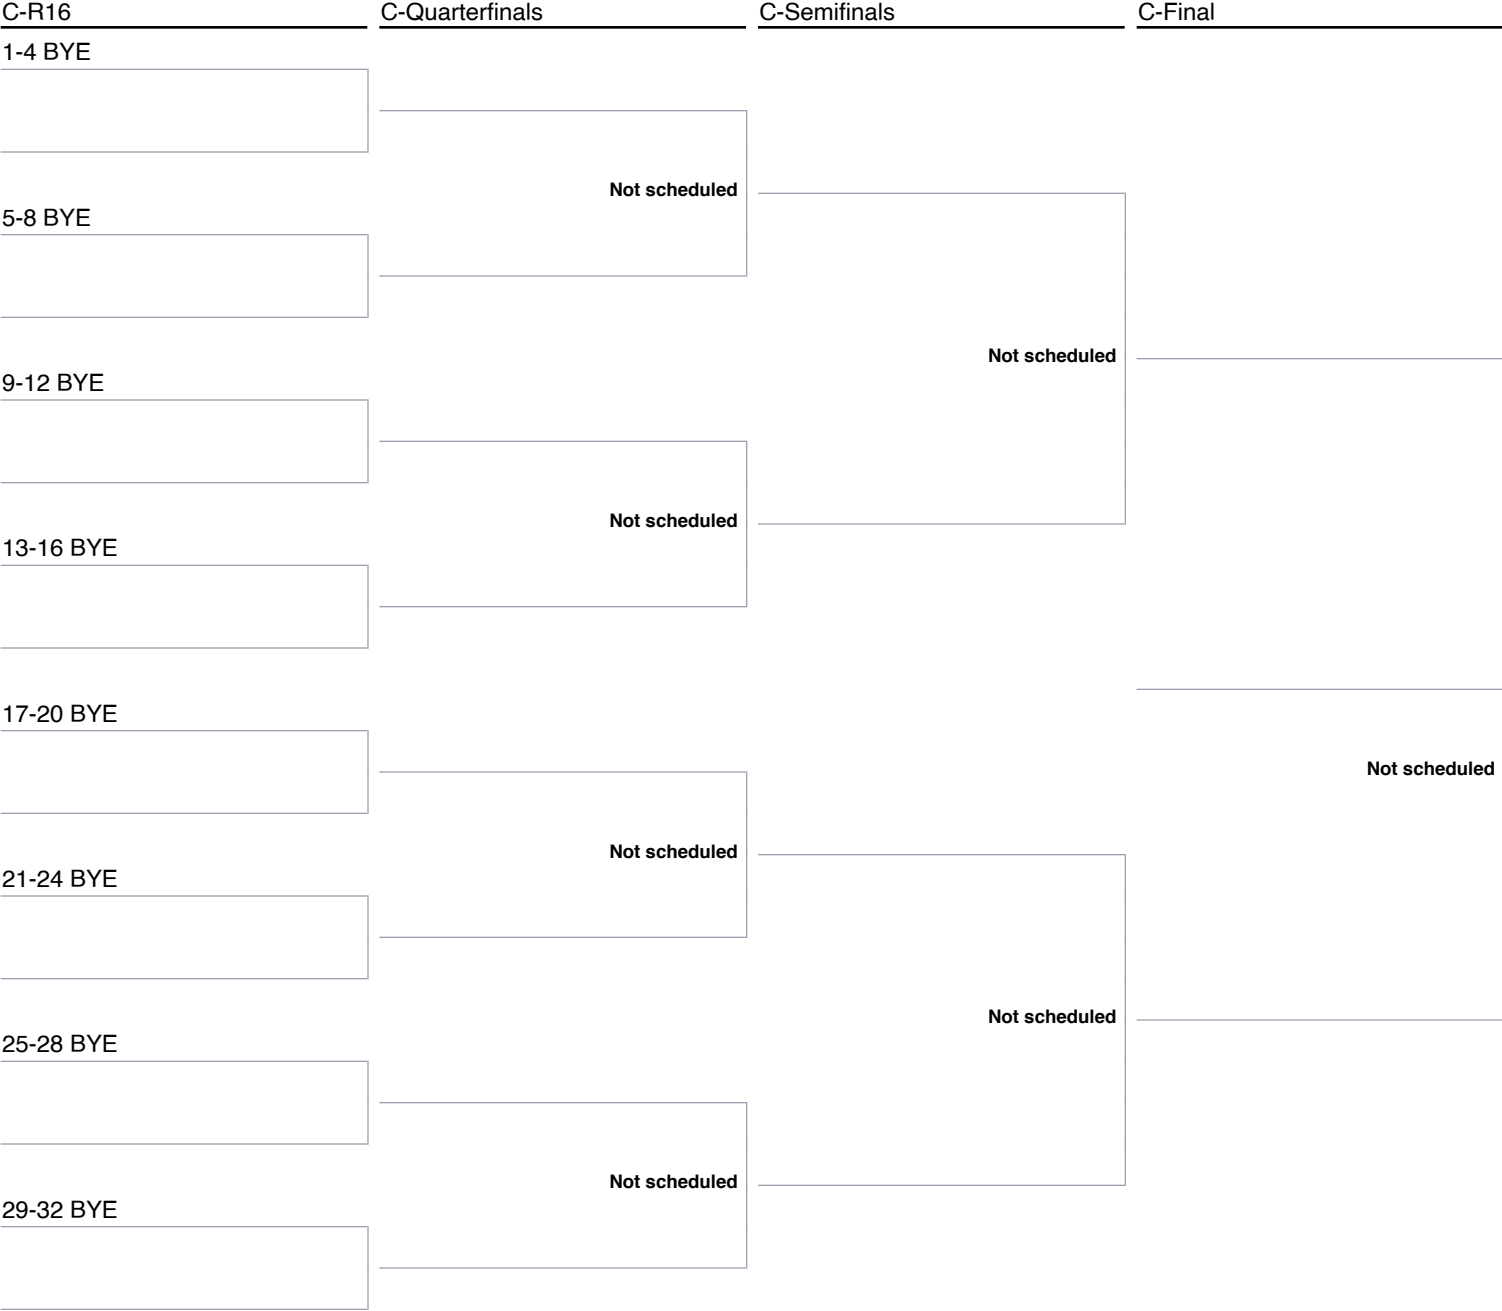 C-R16
C-Quarterfinals
C-Semifinals
C-Final
1-4 BYE
Not scheduled
5-8 BYE
Not scheduled
9-12 BYE
Not scheduled
13-16 BYE
17-20 BYE
Not scheduled
Not scheduled
21-24 BYE
Not scheduled
25-28 BYE
Not scheduled
29-32 BYE